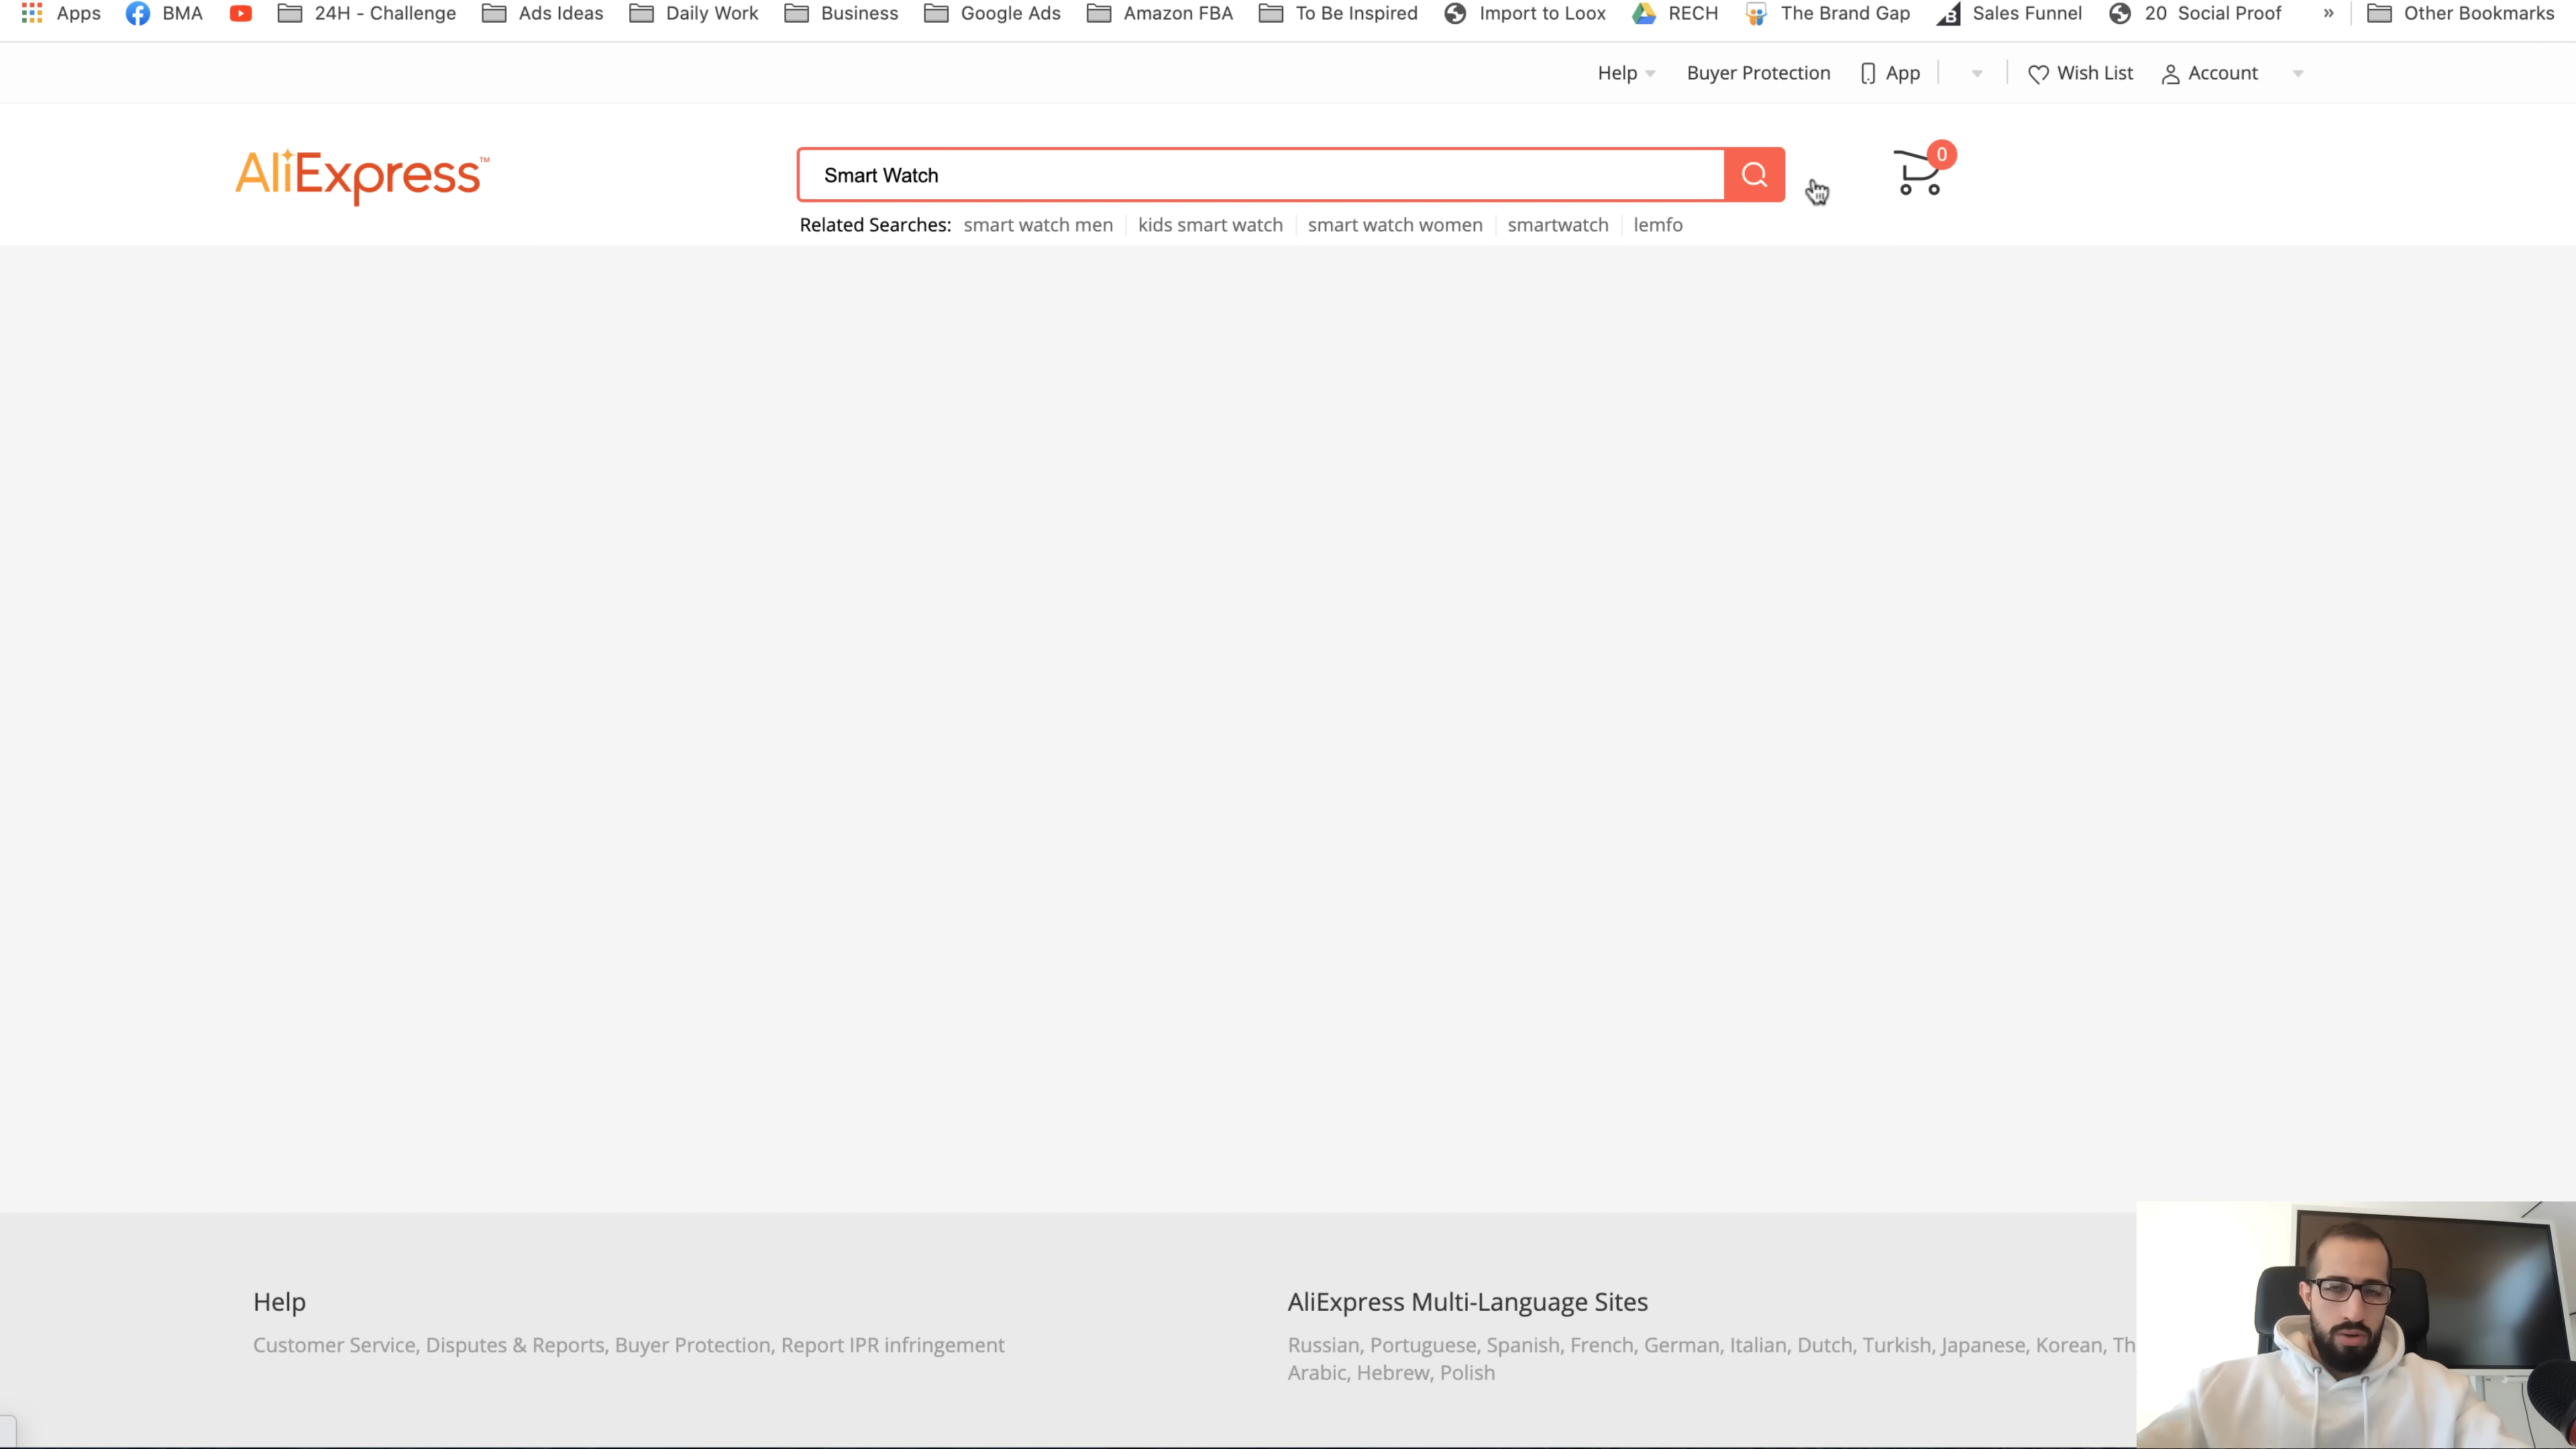 Apps BMA 24H - Challenge Ads Ideas Daily Work Business Google Ads Amazon FBA To Be Inspired Import to Loox RECH The Brand Gap Sales Funnel 20 Social Proof » Other Bookmarks
Help Buyer Protection App Wish List Account
AliExpress™
Smart Watch
0
Related Searches: smart watch men kids smart watch smart watch women smartwatch lemfo
Help
Customer Service, Disputes & Reports, Buyer Protection, Report IPR infringement
AliExpress Multi-Language Sites
Russian, Portuguese, Spanish, French, German, Italian, Dutch, Turkish, Japanese, Korean, Th
Arabic, Hebrew, Polish